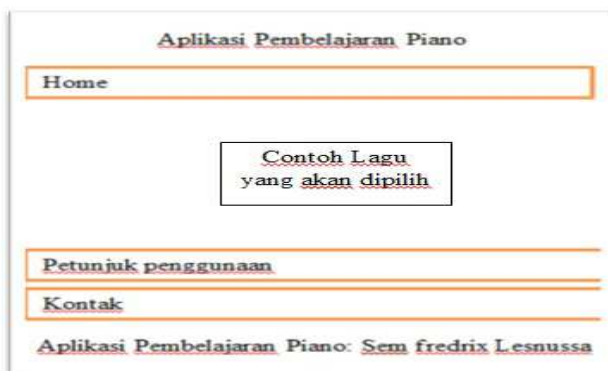 Aplikasi Pembelajaran Piano
Home
Contoh Lagu
yang akan dipilih
Petunjuk penggunaan
Kontak
Aplikasi Pembelajaran Piano: Sem fredrix Lesnussa